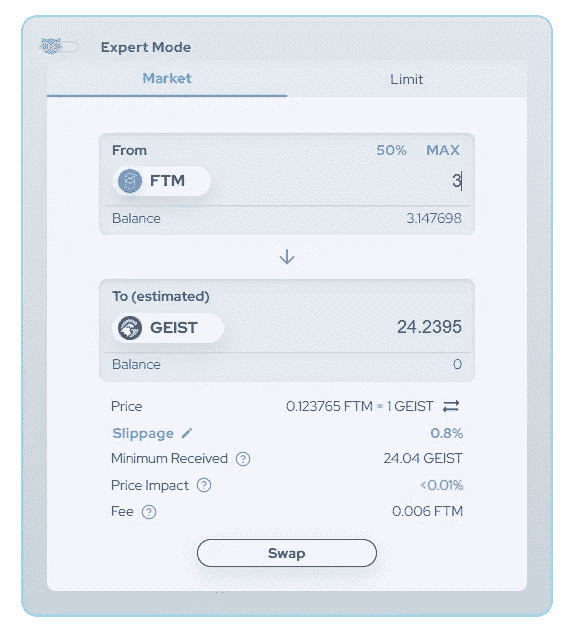 Expert Mode
Market Limit
From 50% MAX
FTM 3
Balance 3.147698
To (estimated)
GEIST 24.2395
Balance 0
Price 0.123765 FTM = 1 GEIST
Slippage 0.8%
Minimum Received ? 24.04 GEIST
Price Impact ? <0.01%
Fee ? 0.006 FTM
Swap